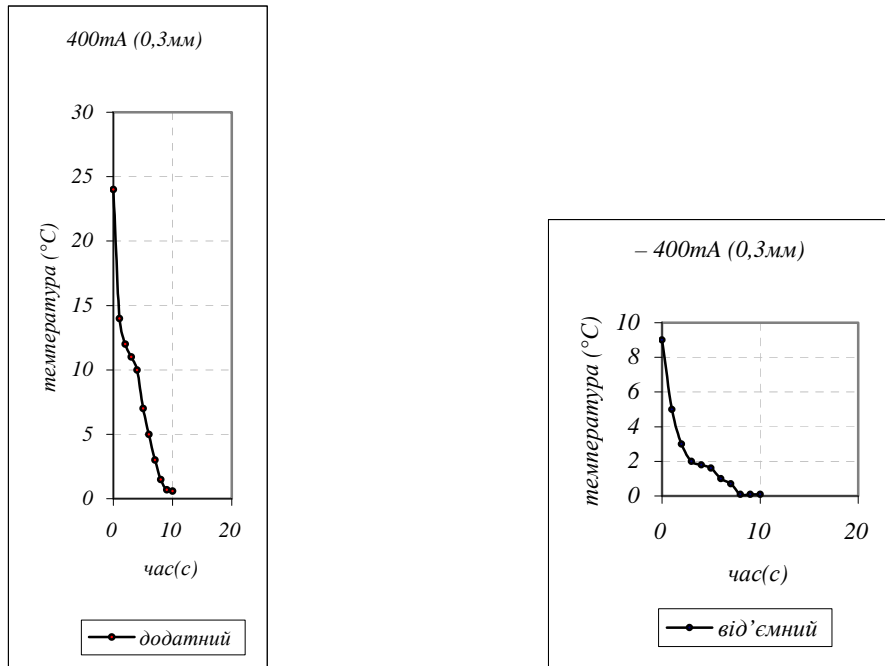 400mA (0,3мм)
30
25
20
15
10
5
0
температура (°C)
0 10 20
час(с)
додатний
– 400mA (0,3мм)
10
8
6
4
2
0
температура (°C)
0 10 20
час(с)
від’ємний